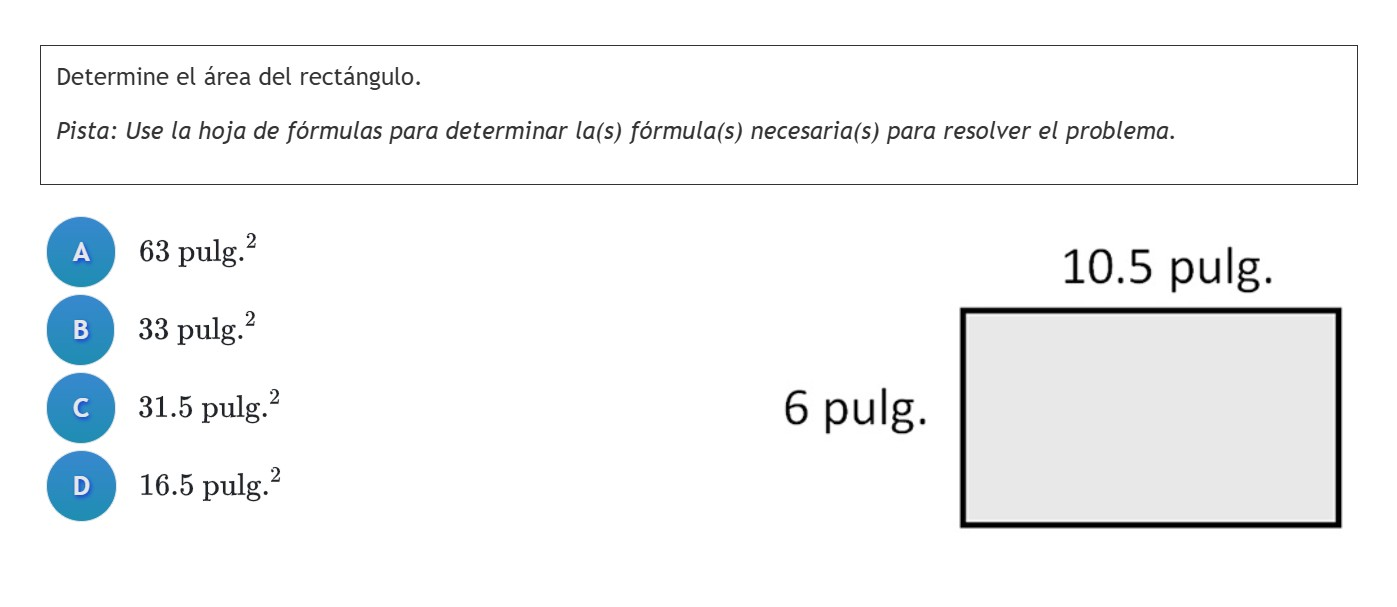 Determine el área del rectángulo.
Pista: Use la hoja de fórmulas para determinar la(s) fórmula(s) necesaria(s) para resolver el problema.
A 63 pulg.²
B 33 pulg.²
C 31.5 pulg.²
D 16.5 pulg.²
10.5 pulg.
6 pulg.